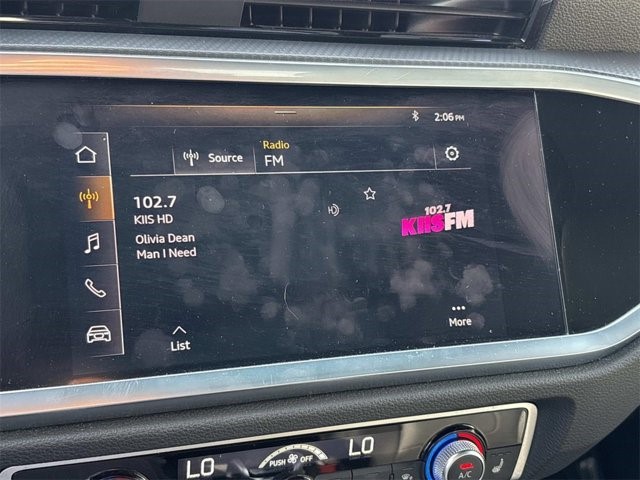 2:06 PM
Source
Radio
FM
102.7
KIIS HD
Olivia Dean
Man I Need
HD
102.7
KIISFM
List
More
LO
PUSH OFF
LO
A/C